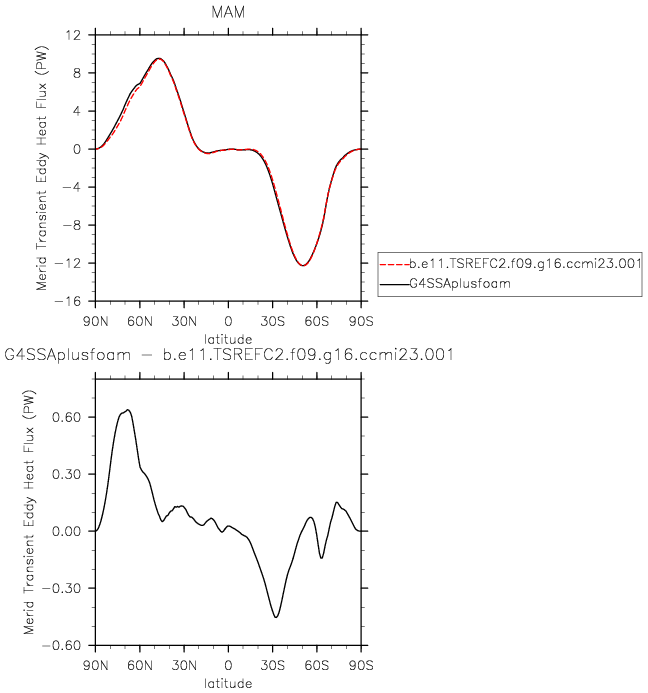 MAM
Merid Transient Eddy Heat Flux (PW)
12
8
4
0
−4
−8
−12
−16
90N 60N 30N 0 30S 60S 90S
latitude
b.e11.TSREFC2.f09.g16.ccmi23.001
G4SSAplusfoam
G4SSAplusfoam − b.e11.TSREFC2.f09.g16.ccmi23.001
Merid Transient Eddy Heat Flux (PW)
0.60
0.30
0.00
−0.30
−0.60
90N 60N 30N 0 30S 60S 90S
latitude